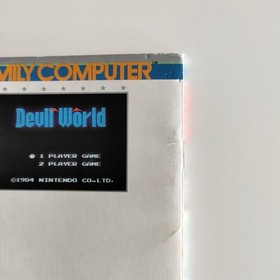 MILY COMPUTER
Devil World
1 PLAYER GAME
2 PLAYER GAME
©1984 NINTENDO CO.,LTD.